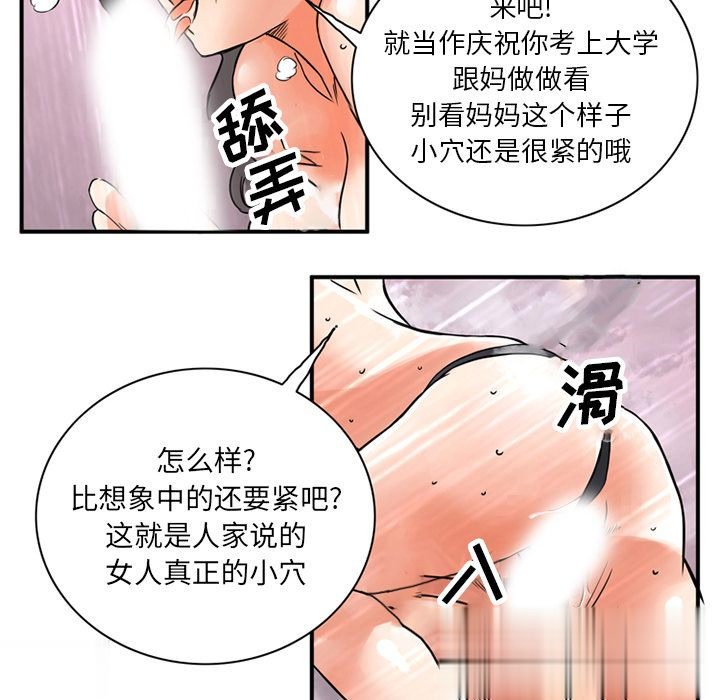 来吧!
就当作庆祝你考上大学
跟妈做做看
别看妈妈这个样子
小穴还是很紧的哦
舔
弄
滑
怎么样?
比想象中的还要紧吧?
这就是人家说的
女人真正的小穴